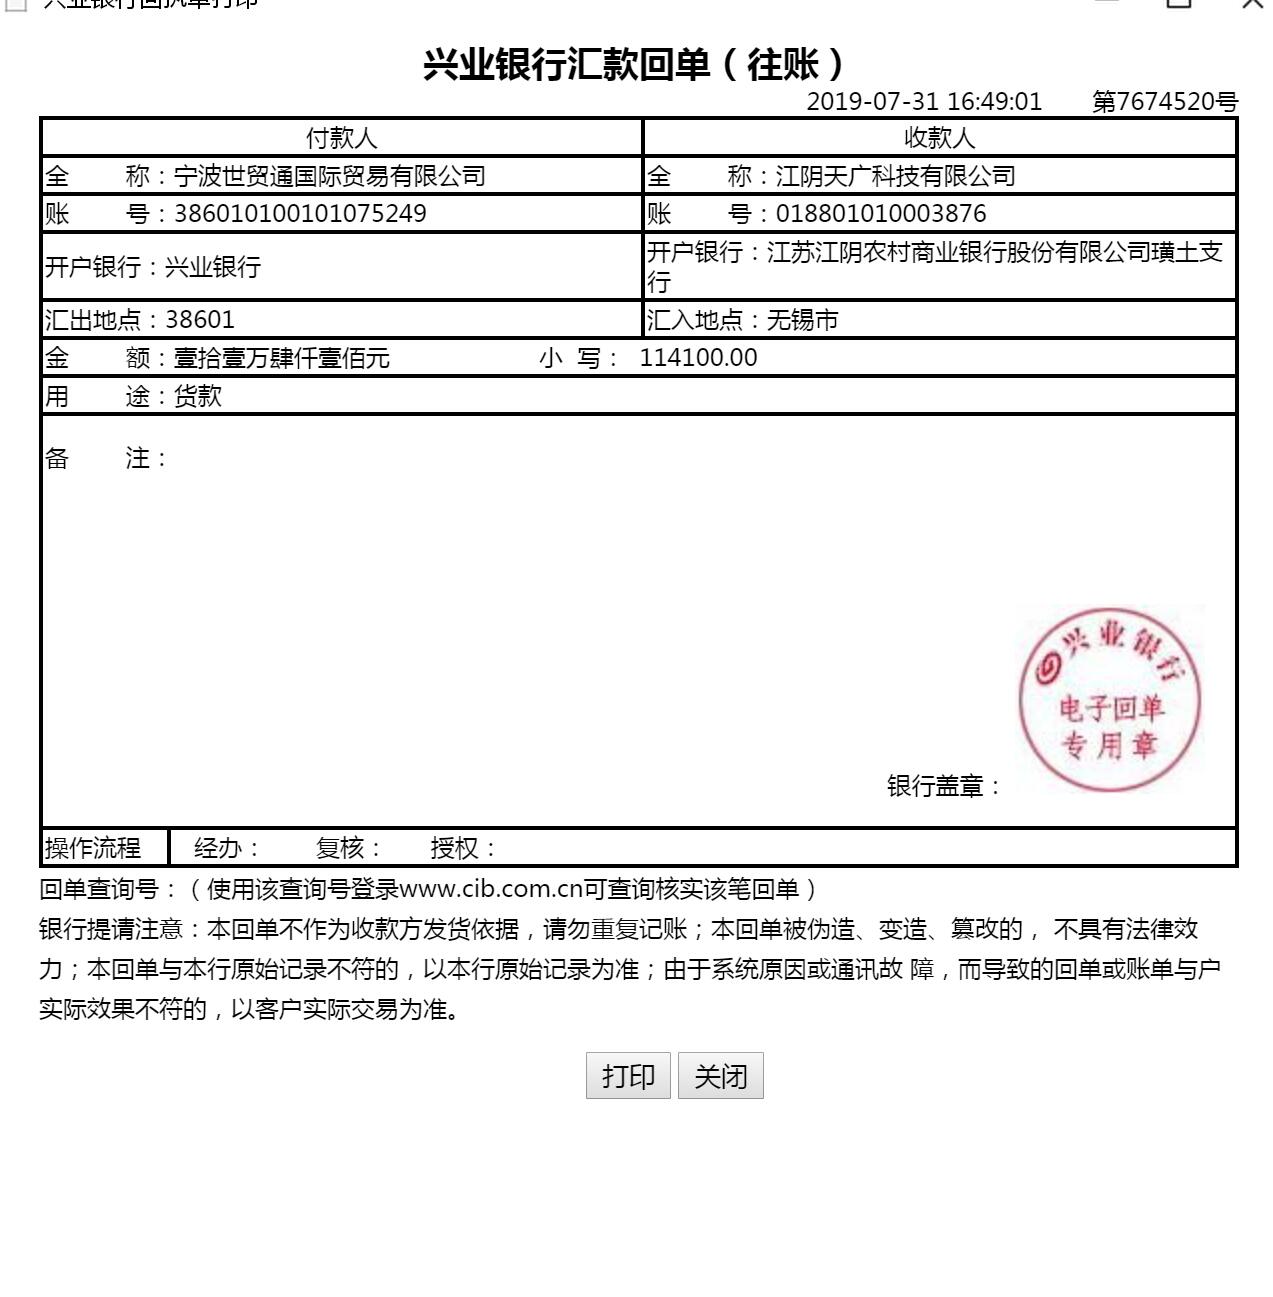 兴业银行回执单打印
兴业银行汇款回单（往账）
2019-07-31 16:49:01 第7674520号
付款人 收款人
全 称：宁波世贸通国际贸易有限公司 全 称：江阴天广科技有限公司
账 号：386010100101075249 账 号：018801010003876
开户银行：兴业银行 开户银行：江苏江阴农村商业银行股份有限公司璜土支
行
汇出地点：38601 汇入地点：无锡市
金 额：壹拾壹万肆仟壹佰元 小 写： 114100.00
用 途：货款
备 注：
兴业银行
电子回单
专用章
银行盖章：
操作流程 经办： 复核： 授权：
回单查询号：（使用该查询号登录www.cib.com.cn可查询核实该笔回单）
银行提请注意：本回单不作为收款方发货依据，请勿重复记账；本回单被伪造、变造、篡改的， 不具有法律效
力；本回单与本行原始记录不符的，以本行原始记录为准；由于系统原因或通讯故 障，而导致的回单或账单与户
实际效果不符的，以客户实际交易为准。
打印 关闭